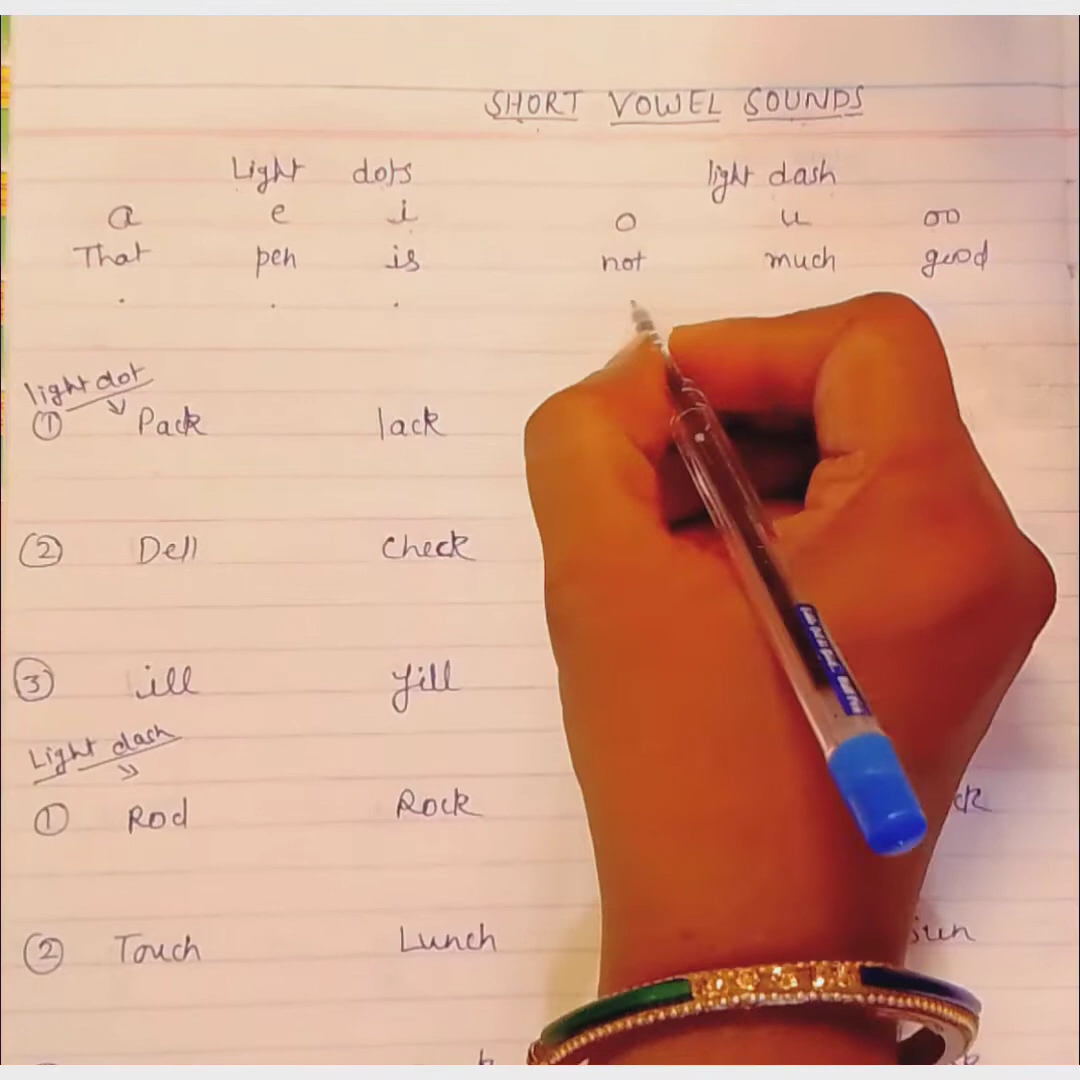 SHORT VOWEL SOUNDS
Light dots light dash
a e i o u oo
That pen is not much good
light dot
① Pack lack
② Dell Check
③ ill fill
Light dash
① Rod Rock
② Touch Lunch